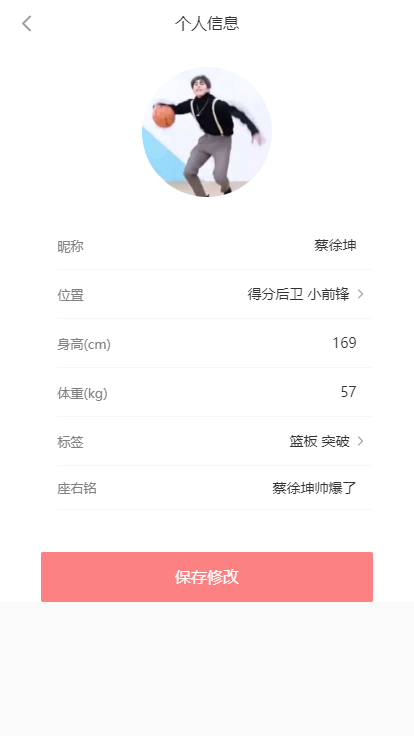 个人信息
昵称 蔡徐坤
位置 得分后卫 小前锋
身高(cm) 169
体重(kg) 57
标签 篮板 突破
座右铭 蔡徐坤帅爆了
保存修改